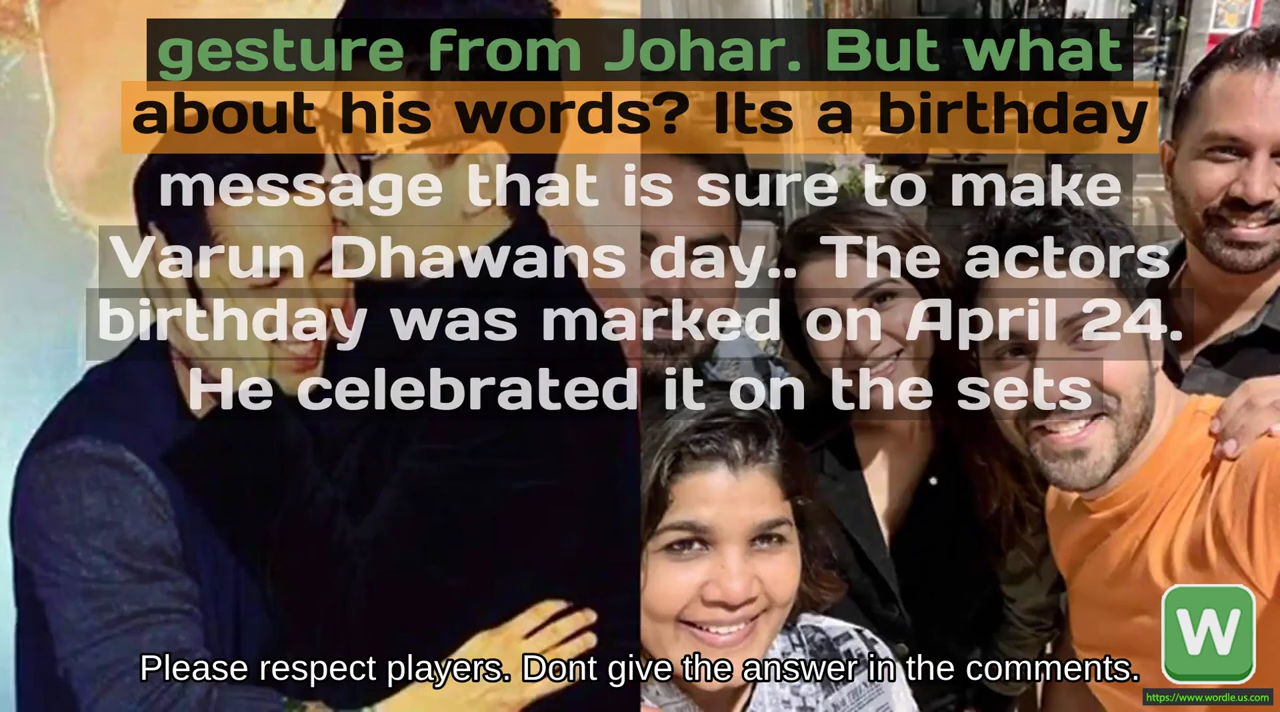 gesture from Johar. But what
about his words? Its a birthday
message that is sure to make
Varun Dhawans day.. The actors
birthday was marked on April 24.
He celebrated it on the sets
Please respect players. Dont give the answer in the comments.
W
https://www.wordle.us.com